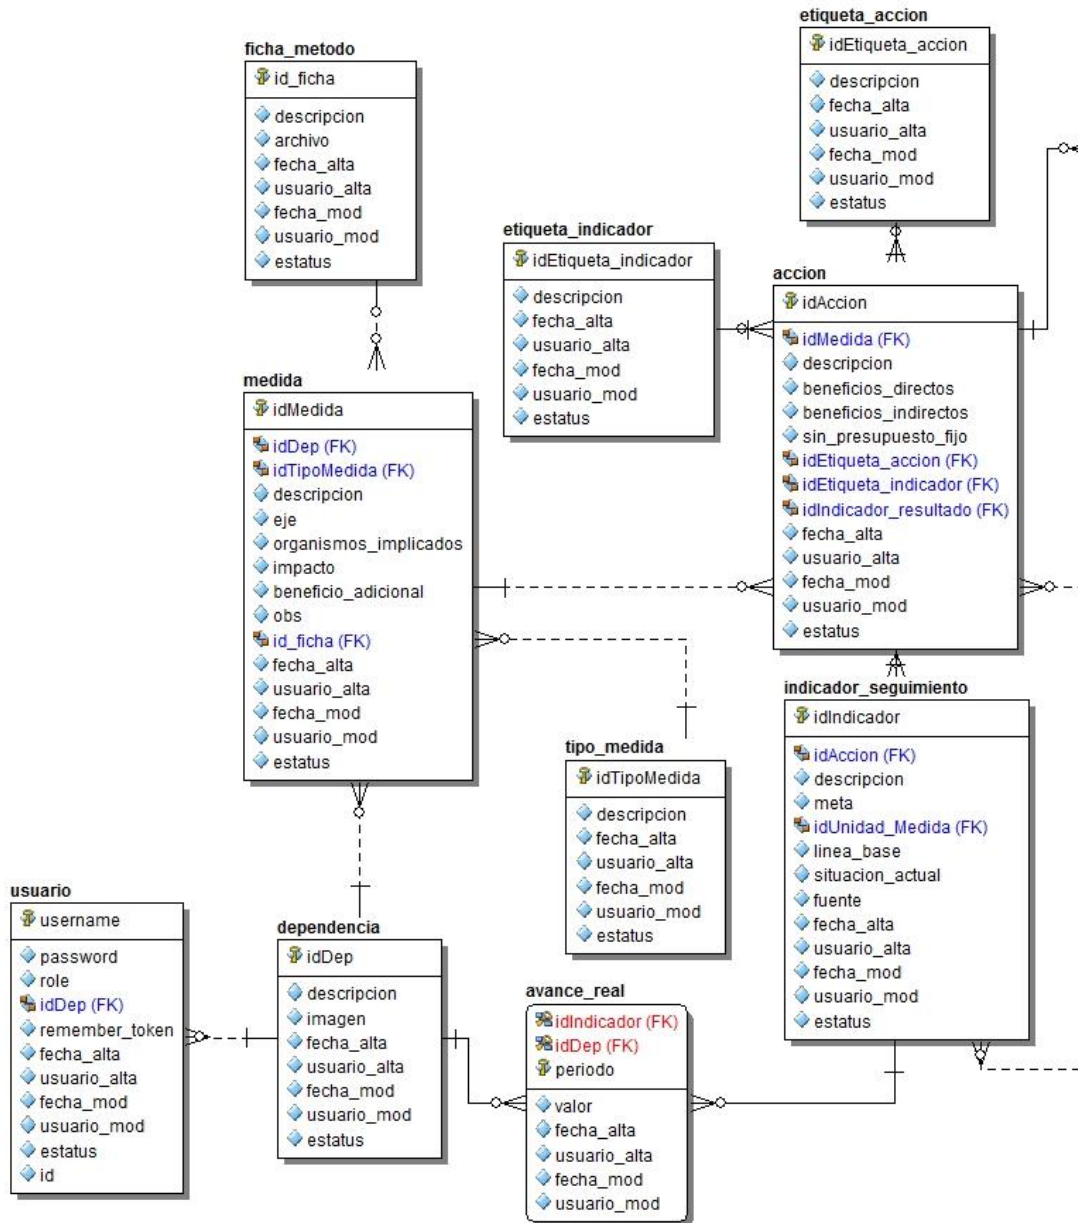 ficha_metodo
id_ficha
descripcion
archivo
fecha_alta
usuario_alta
fecha_mod
usuario_mod
estatus
etiqueta_accion
idEtiqueta_accion
descripcion
fecha_alta
usuario_alta
fecha_mod
usuario_mod
estatus
etiqueta_indicador
idEtiqueta_indicador
descripcion
fecha_alta
usuario_alta
fecha_mod
usuario_mod
estatus
accion
idAccion
idMedida (FK)
descripcion
beneficios_directos
beneficios_indirectos
sin_presupuesto_fijo
idEtiqueta_accion (FK)
idEtiqueta_indicador (FK)
idIndicador_resultado (FK)
fecha_alta
usuario_alta
fecha_mod
usuario_mod
estatus
medida
idMedida
idDep (FK)
idTipoMedida (FK)
descripcion
eje
organismos_implicados
impacto
beneficio_adicional
obs
id_ficha (FK)
fecha_alta
usuario_alta
fecha_mod
usuario_mod
estatus
tipo_medida
idTipoMedida
descripcion
fecha_alta
usuario_alta
fecha_mod
usuario_mod
estatus
indicador_seguimiento
idIndicador
idAccion (FK)
descripcion
meta
idUnidad_Medida (FK)
linea_base
situacion_actual
fuente
fecha_alta
usuario_alta
fecha_mod
usuario_mod
estatus
usuario
username
password
role
idDep (FK)
remember_token
fecha_alta
usuario_alta
fecha_mod
usuario_mod
estatus
id
dependencia
idDep
descripcion
imagen
fecha_alta
usuario_alta
fecha_mod
usuario_mod
estatus
avance_real
idIndicador (FK)
idDep (FK)
periodo
valor
fecha_alta
usuario_alta
fecha_mod
usuario_mod